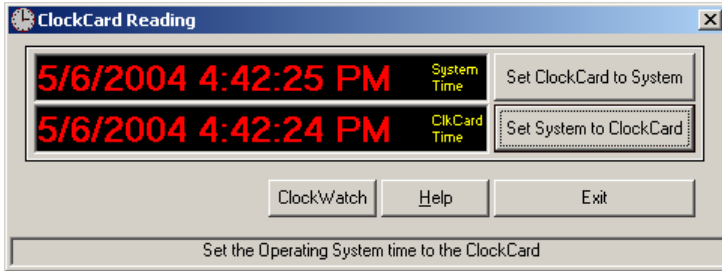 ClockCard Reading
5/6/2004 4:42:25 PM System Time Set ClockCard to System
5/6/2004 4:42:24 PM ClkCard Time Set System to ClockCard
ClockWatch Help Exit
Set the Operating System time to the ClockCard